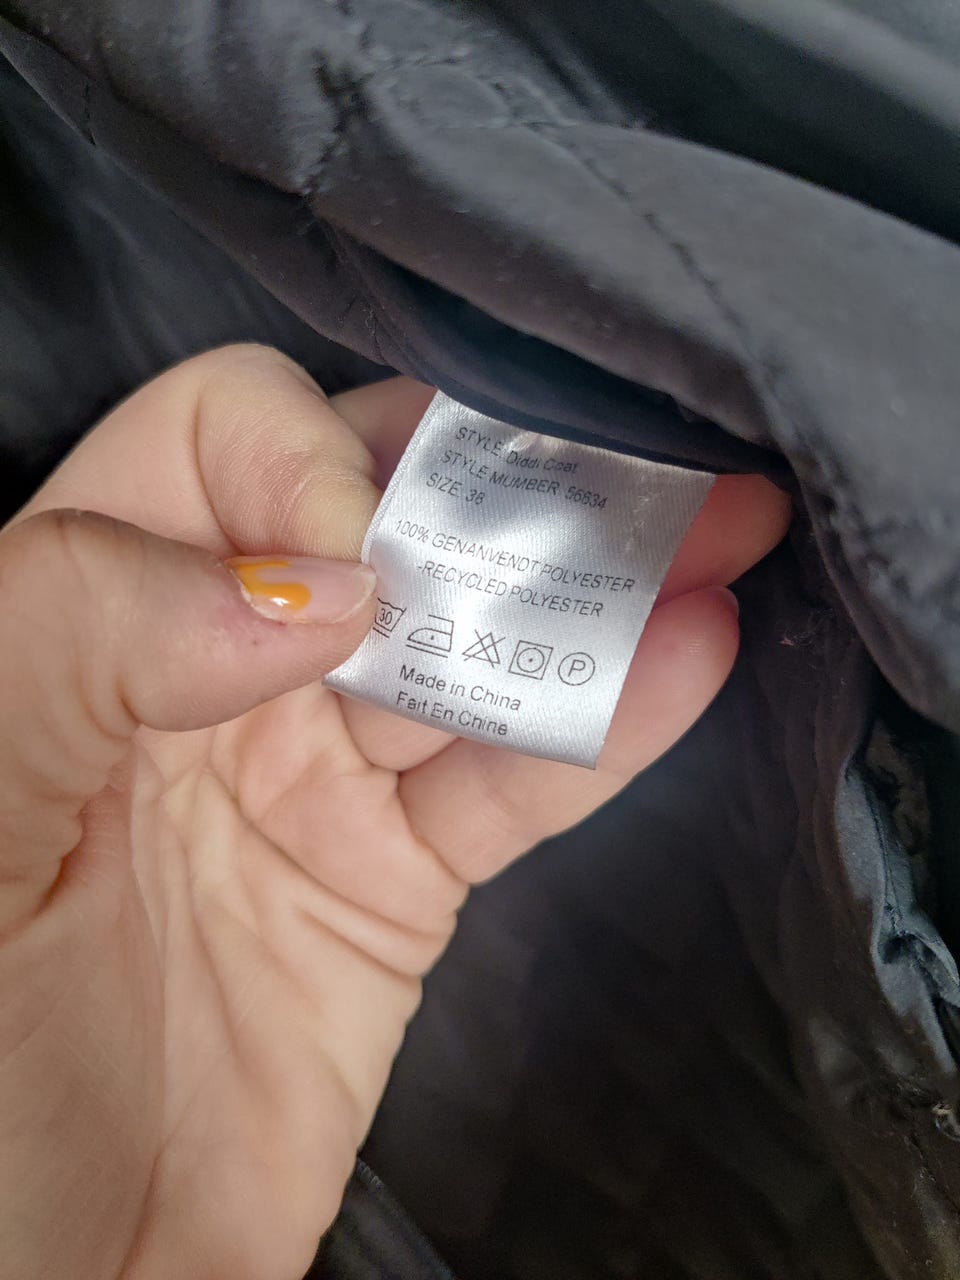 STYLE: Diddi Coat
STYLE MUMBER 56634
SIZE 38
100% GENANVENDT POLYESTER
-RECYCLED POLYESTER
30
P
Made in China
Fait En Chine